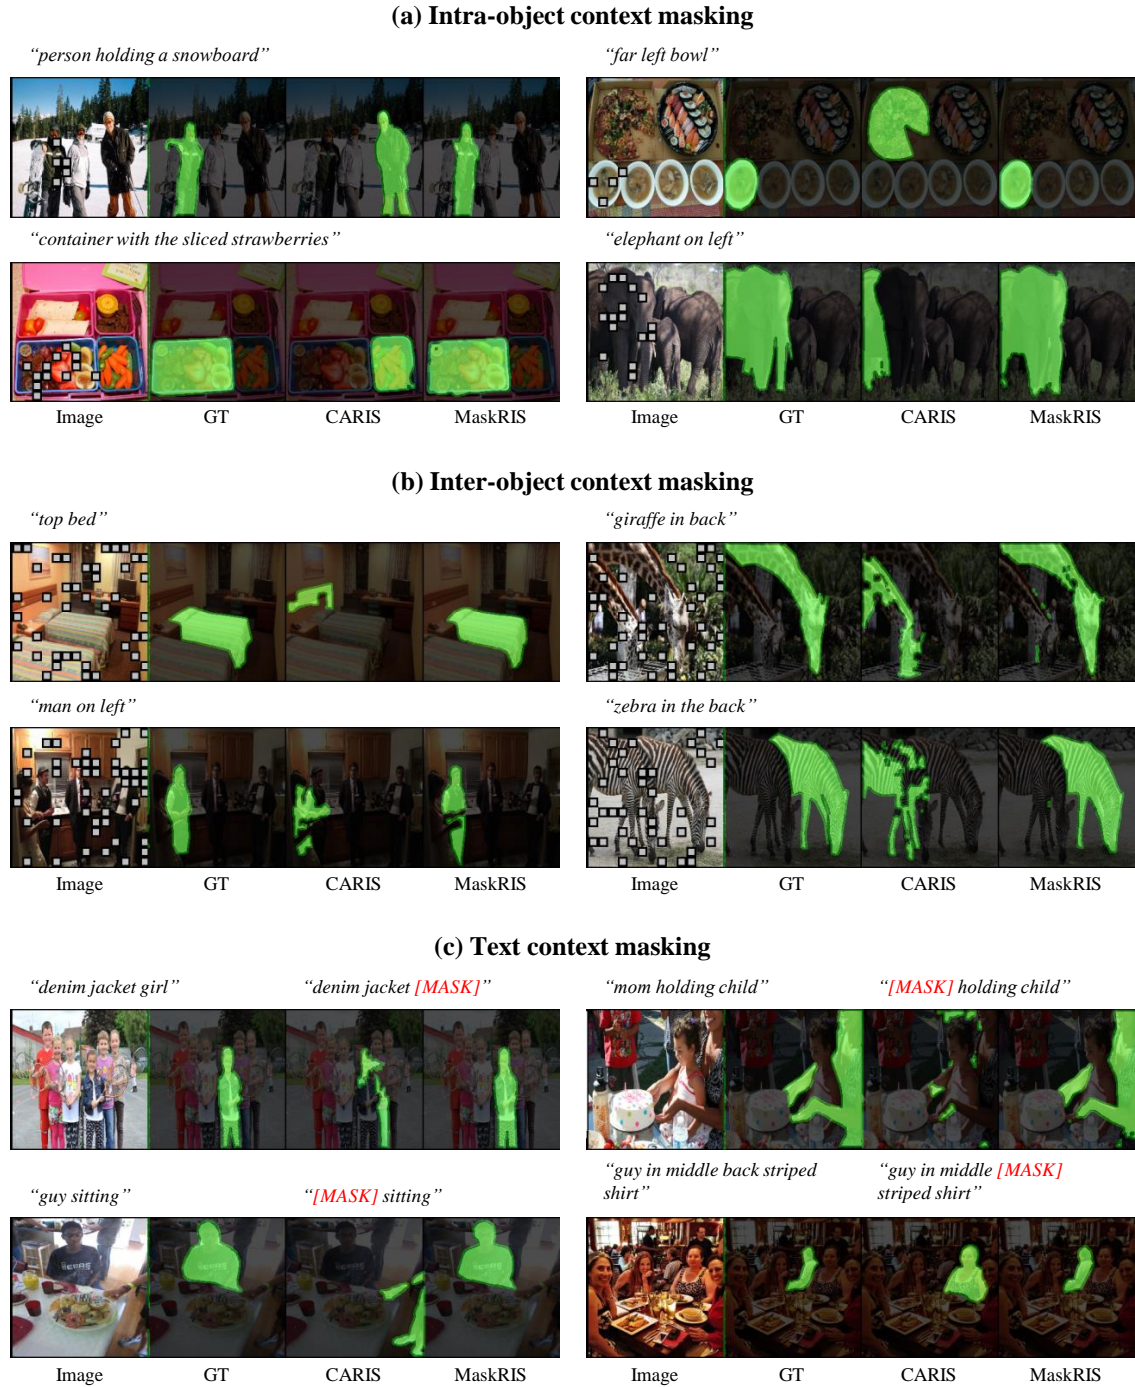 (a) Intra-object context masking
“person holding a snowboard”
“far left bowl”
“container with the sliced strawberries”
“elephant on left”
Image GT CARIS MaskRIS
Image GT CARIS MaskRIS
(b) Inter-object context masking
“top bed”
“giraffe in back”
“man on left”
“zebra in the back”
Image GT CARIS MaskRIS
Image GT CARIS MaskRIS
(c) Text context masking
“denim jacket girl”
“denim jacket [MASK]”
“mom holding child”
“[MASK] holding child”
“guy sitting”
“[MASK] sitting”
“guy in middle back striped
shirt”
“guy in middle [MASK]
striped shirt”
Image GT CARIS MaskRIS
Image GT CARIS MaskRIS